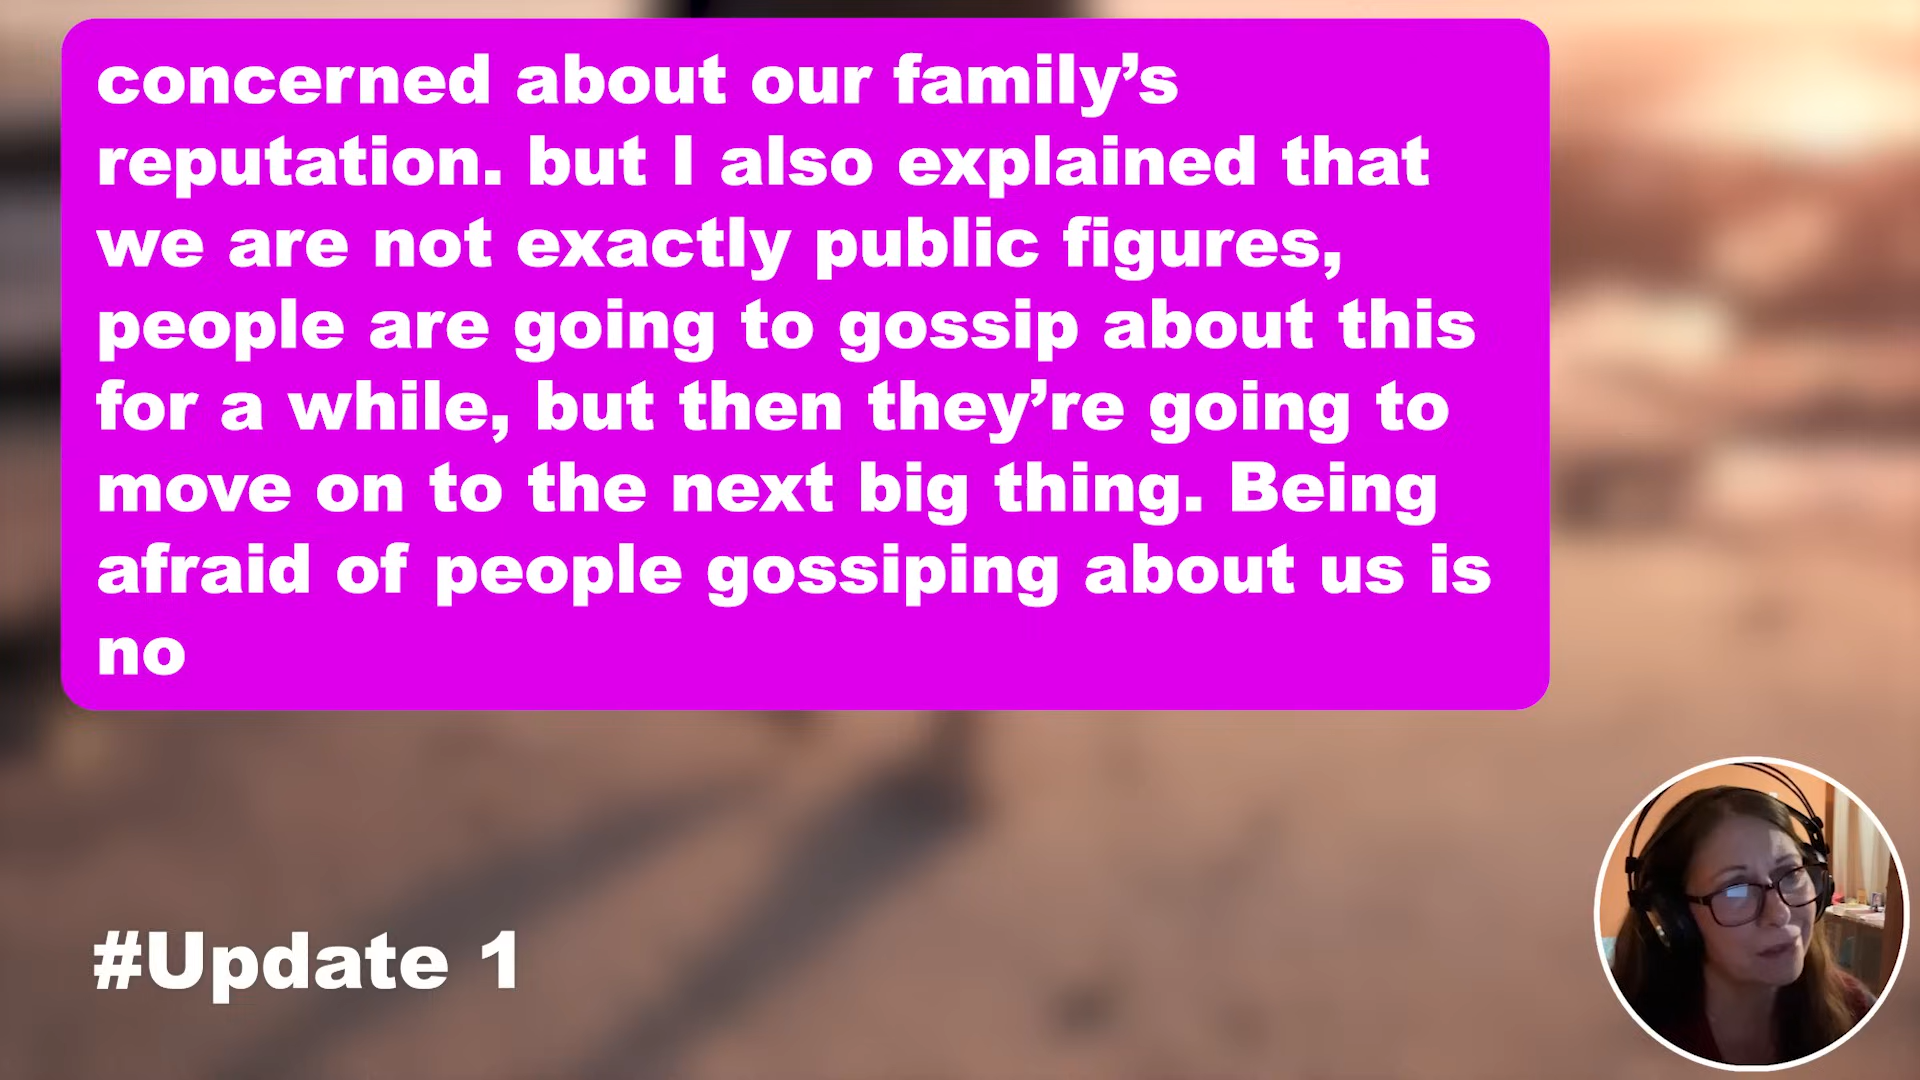 concerned about our family’s
reputation. but I also explained that
we are not exactly public figures,
people are going to gossip about this
for a while, but then they’re going to
move on to the next big thing. Being
afraid of people gossiping about us is
no
#Update 1